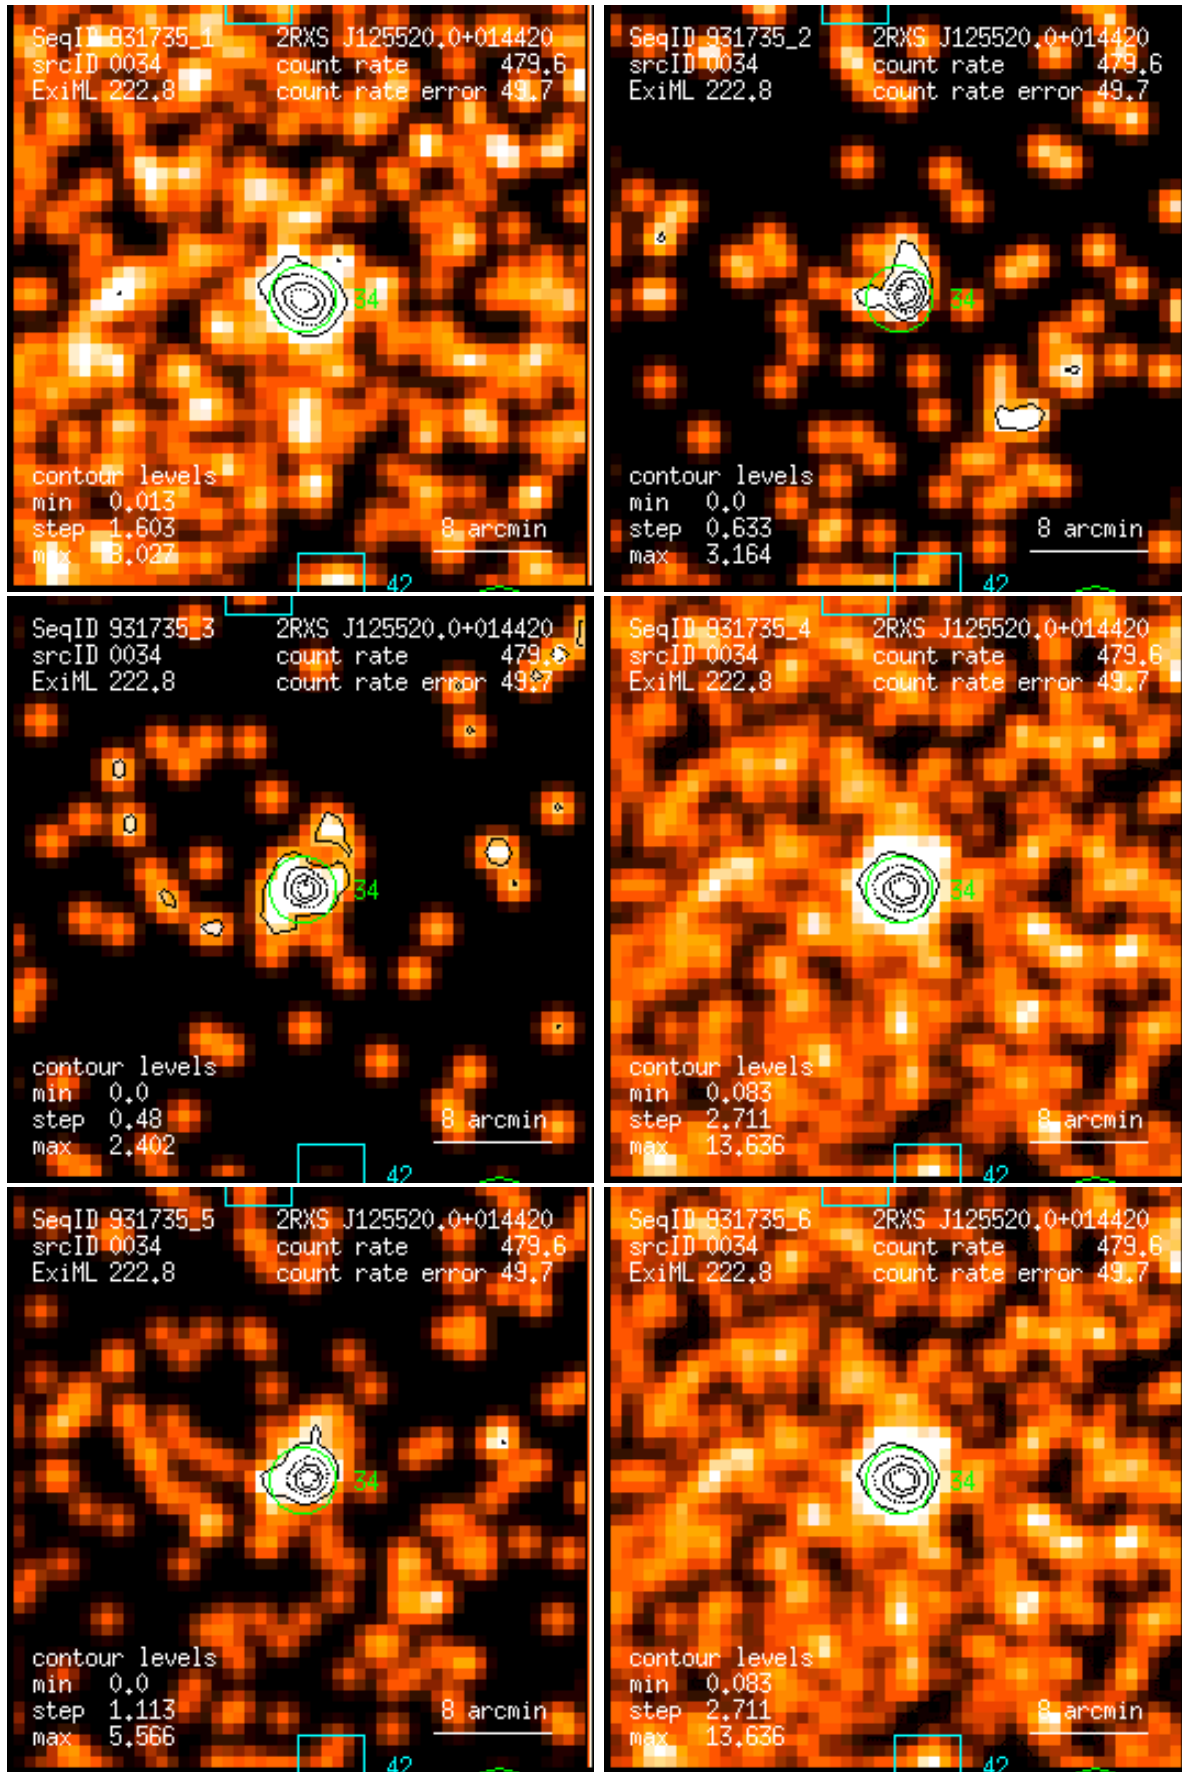 SeqID 931735_1 2RXS J125520.0+014420
srcID 0034 count rate 479.6
ExiML 222.8 count rate error 49.7
34
contour levels
min 0.013
step 1.603
max 8.027
8 arcmin
42
SeqID 931735_2 2RXS J125520.0+014420
srcID 0034 count rate 479.6
ExiML 222.8 count rate error 49.7
34
contour levels
min 0.0
step 0.633
max 3.164
8 arcmin
42
SeqID 931735_3 2RXS J125520.0+014420
srcID 0034 count rate 479.6
ExiML 222.8 count rate error 49.7
34
contour levels
min 0.0
step 0.48
max 2.402
8 arcmin
42
SeqID 931735_4 2RXS J125520.0+014420
srcID 0034 count rate 479.6
ExiML 222.8 count rate error 49.7
34
contour levels
min 0.083
step 2.711
max 13.636
8 arcmin
42
SeqID 931735_5 2RXS J125520.0+014420
srcID 0034 count rate 479.6
ExiML 222.8 count rate error 49.7
34
contour levels
min 0.0
step 1.113
max 5.566
8 arcmin
42
SeqID 931735_6 2RXS J125520.0+014420
srcID 0034 count rate 479.6
ExiML 222.8 count rate error 49.7
34
contour levels
min 0.083
step 2.711
max 13.636
8 arcmin
42